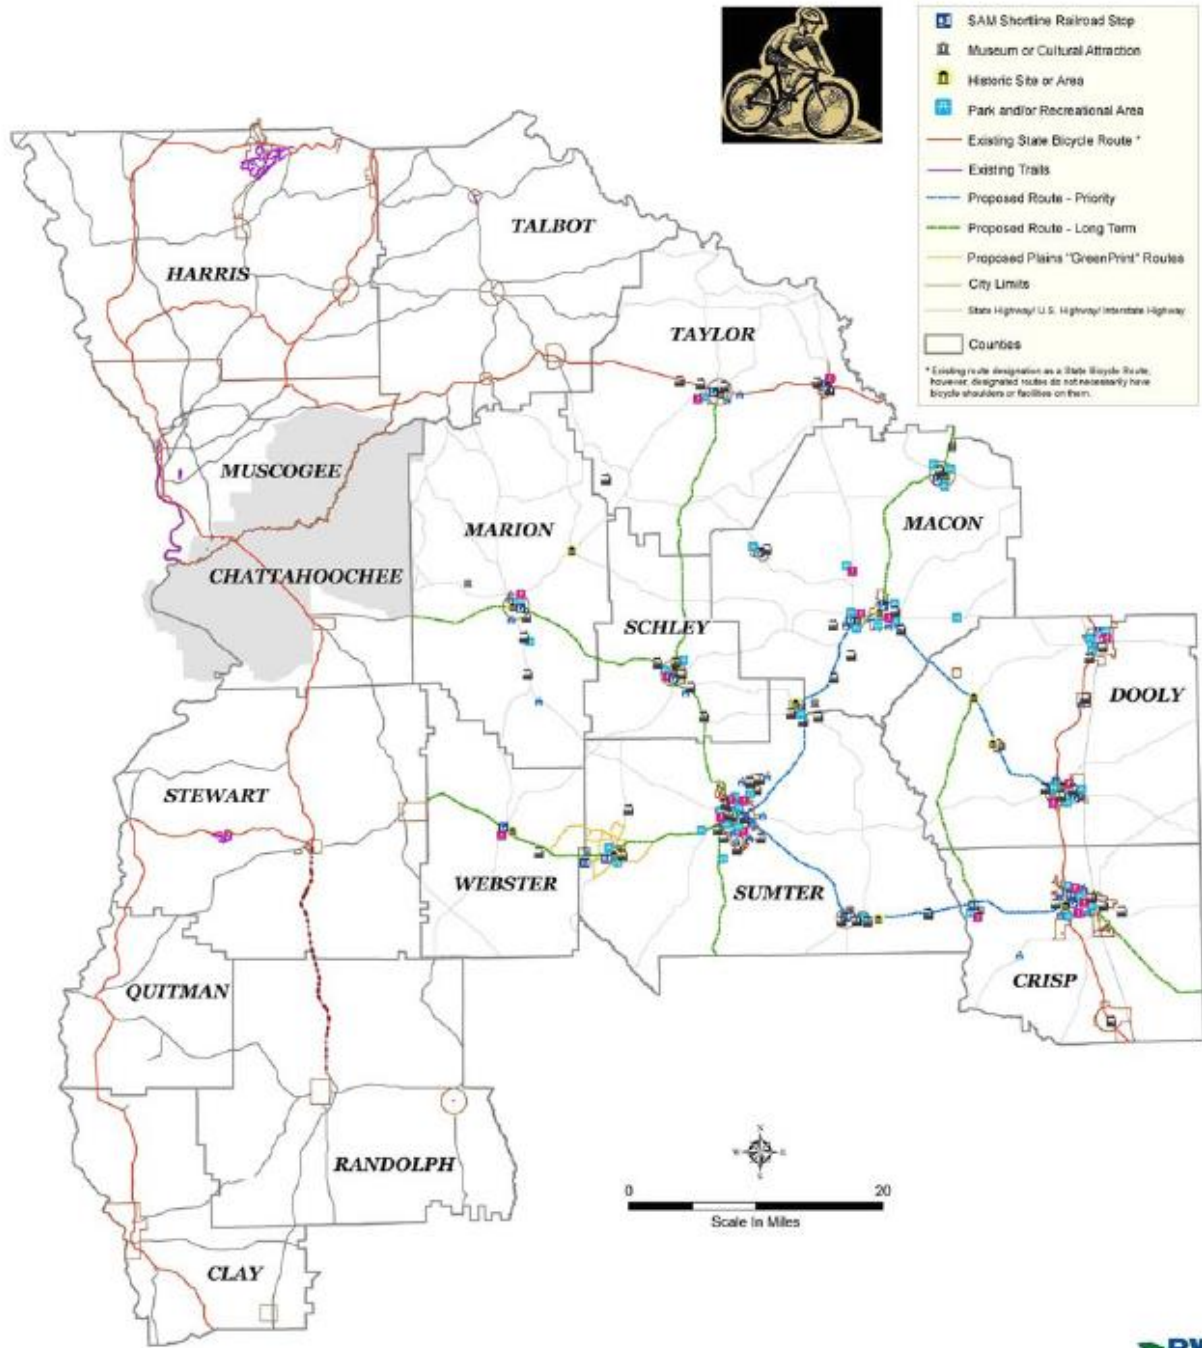 SAM Shortline Railroad Stop
Museum or Cultural Attraction
Historic Site or Area
Park and/or Recreational Area
Existing State Bicycle Route *
Existing Trails
Proposed Route - Priority
Proposed Route - Long Term
Proposed Plains "GreenPrint" Routes
City Limits
State Highway/ U.S. Highway/ Interstate Highway
Counties
* Existing route designation as a State Bicycle Route;
however, designated routes do not necessarily have
bicycle shoulders or facilities on them.
TALBOT
HARRIS
TAYLOR
MUSCOGEE
MARION
MACON
CHATTAHOOCHEE
SCHLEY
DOOLY
STEWART
WEBSTER
SUMTER
QUITMAN
CRISP
RANDOLPH
CLAY
N
W E
S
0 20
Scale In Miles